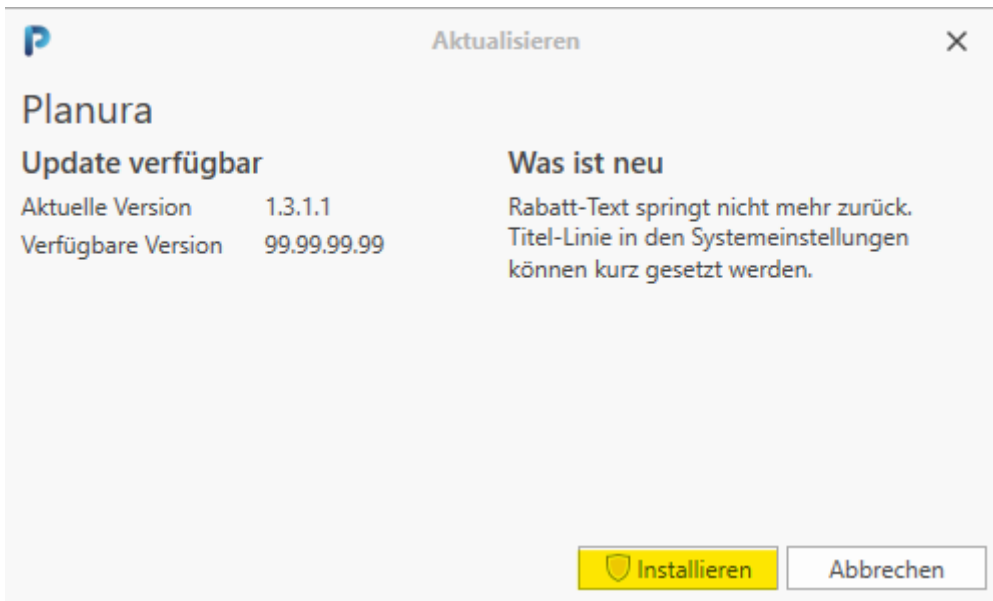 Aktualisieren
Planura
Update verfügbar
Aktuelle Version 1.3.1.1
Verfügbare Version 99.99.99.99
Was ist neu
Rabatt-Text springt nicht mehr zurück.
Titel-Linie in den Systemeinstellungen
können kurz gesetzt werden.
Installieren
Abbrechen